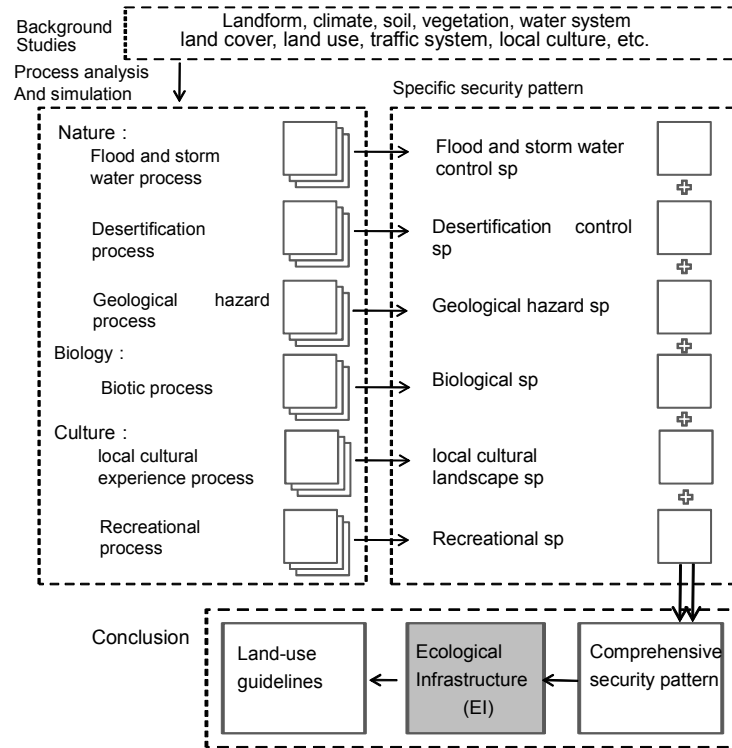 Background
Studies
Landform, climate, soil, vegetation, water system
land cover, land use, traffic system, local culture, etc.
Process analysis
And simulation
Specific security pattern
Nature：
Flood and storm
water process
Flood and storm water
control sp
Desertification
process
Desertification control
sp
Geological hazard
process
Geological hazard sp
Biology：
Biotic process
Biological sp
Culture：
local cultural
experience process
local cultural
landscape sp
Recreational
process
Recreational sp
Conclusion
Land-use
guidelines
Ecological
Infrastructure
(EI)
Comprehensive
security pattern